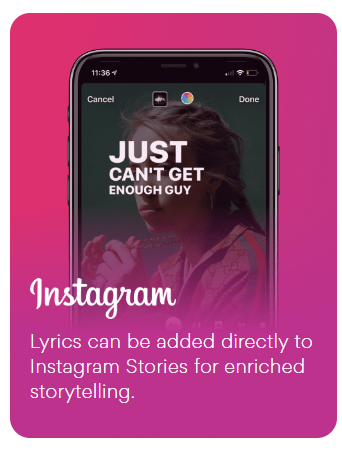 11:36
Cancel
Done
JUST
CAN'T GET
ENOUGH GUY
Instagram
Lyrics can be added directly to
Instagram Stories for enriched
storytelling.